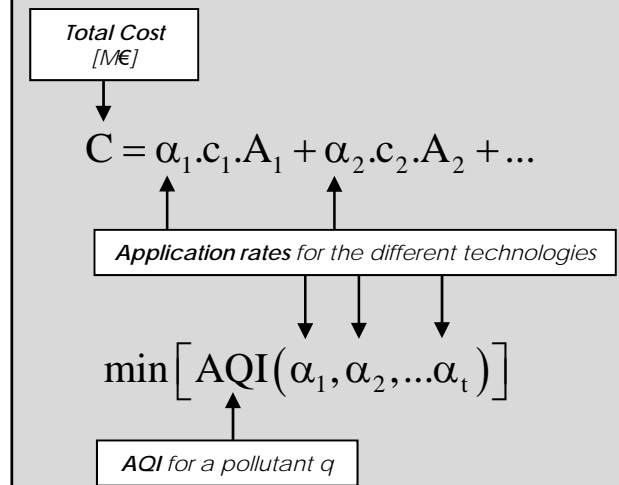 Total Cost
[M€]
C = α₁.c₁.A₁ + α₂.c₂.A₂ + ...
Application rates for the different technologies
min[AQI(α₁, α₂, ...αₜ)]
AQI for a pollutant q